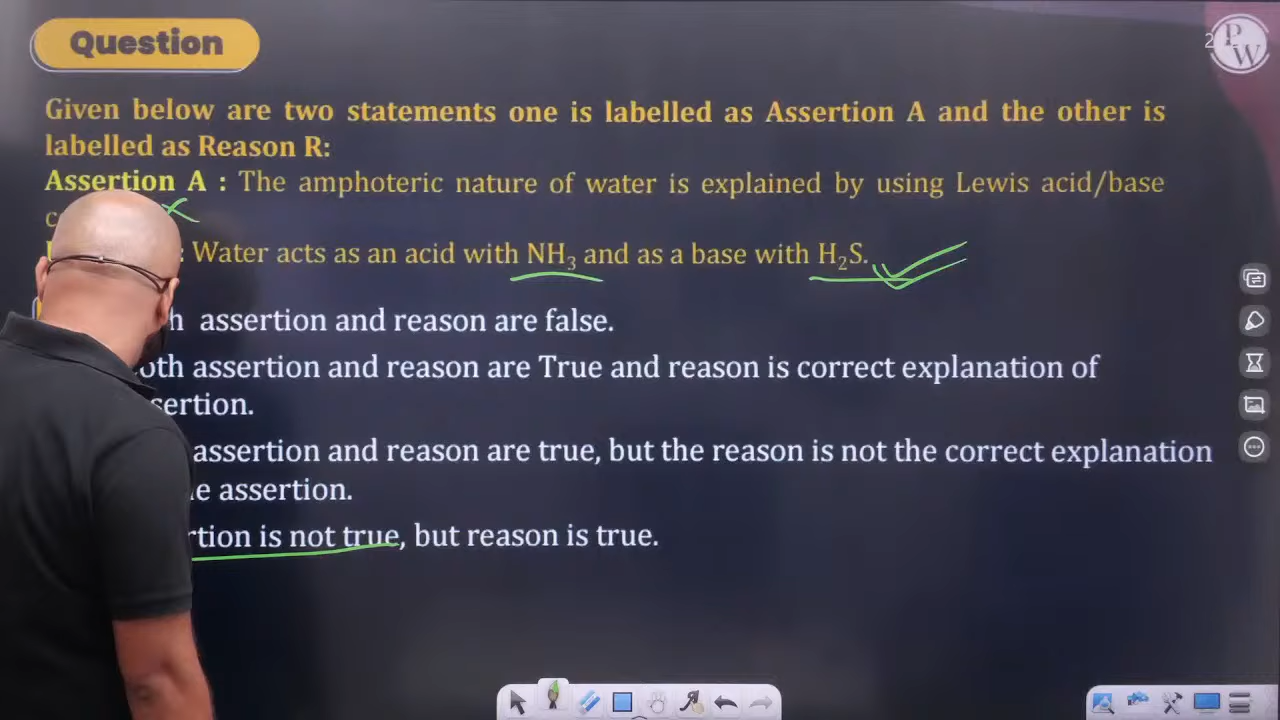 Question
2 PW
Given below are two statements one is labelled as Assertion A and the other is
labelled as Reason R:
Assertion A : The amphoteric nature of water is explained by using Lewis acid/base
: Water acts as an acid with NH₃ and as a base with H₂S.
assertion and reason are false.
assertion and reason are True and reason is correct explanation of
assertion and reason are true, but the reason is not the correct explanation
assertion.
is not true, but reason is true.